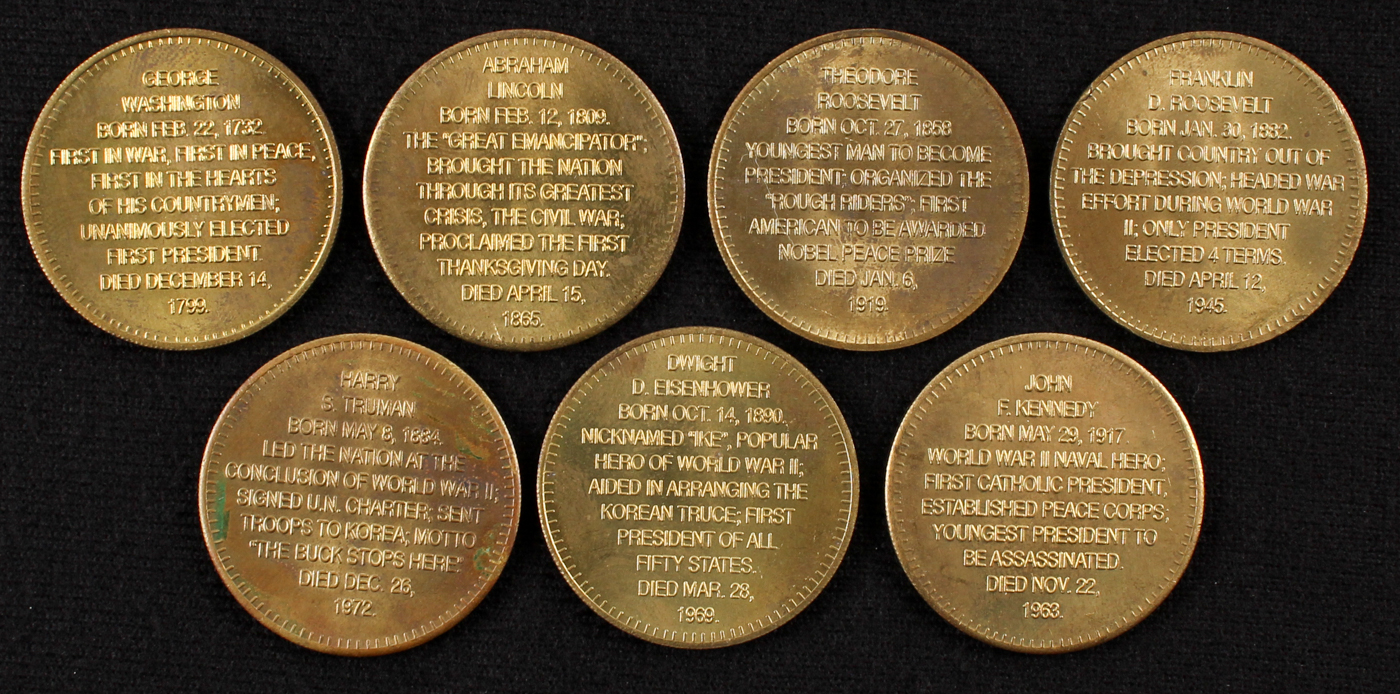 GEORGE
WASHINGTON
BORN FEB. 22, 1732.
FIRST IN WAR, FIRST IN PEACE,
FIRST IN THE HEARTS
OF HIS COUNTRYMEN;
UNANIMOUSLY ELECTED
FIRST PRESIDENT.
DIED DECEMBER 14,
1799.
ABRAHAM
LINCOLN
BORN FEB. 12, 1809.
THE "GREAT EMANCIPATOR";
BROUGHT THE NATION
THROUGH ITS GREATEST
CRISIS, THE CIVIL WAR;
PROCLAIMED THE FIRST
THANKSGIVING DAY.
DIED APRIL 15,
1865.
THEODORE
ROOSEVELT
BORN OCT. 27, 1858
YOUNGEST MAN TO BECOME
PRESIDENT; ORGANIZED THE
"ROUGH RIDERS"; FIRST
AMERICAN TO BE AWARDED
NOBEL PEACE PRIZE
DIED JAN. 6,
1919.
FRANKLIN
D. ROOSEVELT
BORN JAN. 30, 1882.
BROUGHT COUNTRY OUT OF
THE DEPRESSION; HEADED WAR
EFFORT DURING WORLD WAR
II; ONLY PRESIDENT
ELECTED 4 TERMS.
DIED APRIL 12,
1945.
HARRY
S. TRUMAN
BORN MAY 8, 1884.
LED THE NATION AT THE
CONCLUSION OF WORLD WAR II;
SIGNED U.N. CHARTER; SENT
TROOPS TO KOREA; MOTTO
"THE BUCK STOPS HERE."
DIED DEC. 26,
1972.
DWIGHT
D. EISENHOWER
BORN OCT. 14, 1890.
NICKNAMED "IKE", POPULAR
HERO OF WORLD WAR II;
AIDED IN ARRANGING THE
KOREAN TRUCE; FIRST
PRESIDENT OF ALL
FIFTY STATES.
DIED MAR. 28,
1969.
JOHN
F. KENNEDY
BORN MAY 29, 1917.
WORLD WAR II NAVAL HERO;
FIRST CATHOLIC PRESIDENT,
ESTABLISHED PEACE CORPS;
YOUNGEST PRESIDENT TO
BE ASSASSINATED.
DIED NOV. 22,
1963.